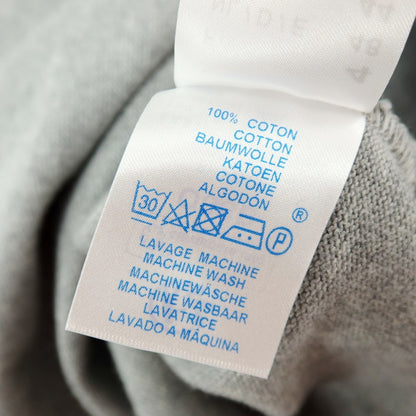 100% COTON
COTTON
BAUMWOLLE
KATOEN
COTONE
ALGODÓN
®
30
P
LAVAGE MACHINE
MACHINE WASH
MACHINEWÄSCHE
MACHINE WASBAAR
LAVATRICE
LAVADO A MÁQUINA